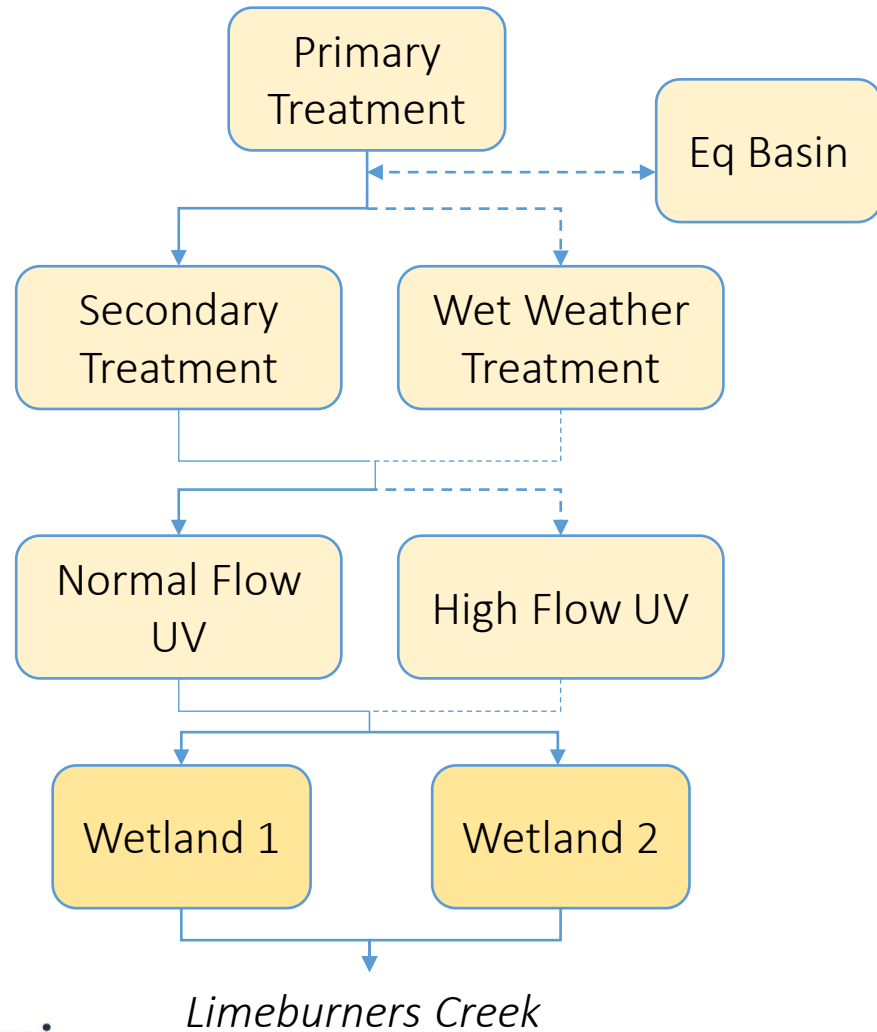 Primary
Treatment
Eq Basin
Secondary
Treatment
Wet Weather
Treatment
Normal Flow
UV
High Flow UV
Wetland 1
Wetland 2
Limeburners Creek